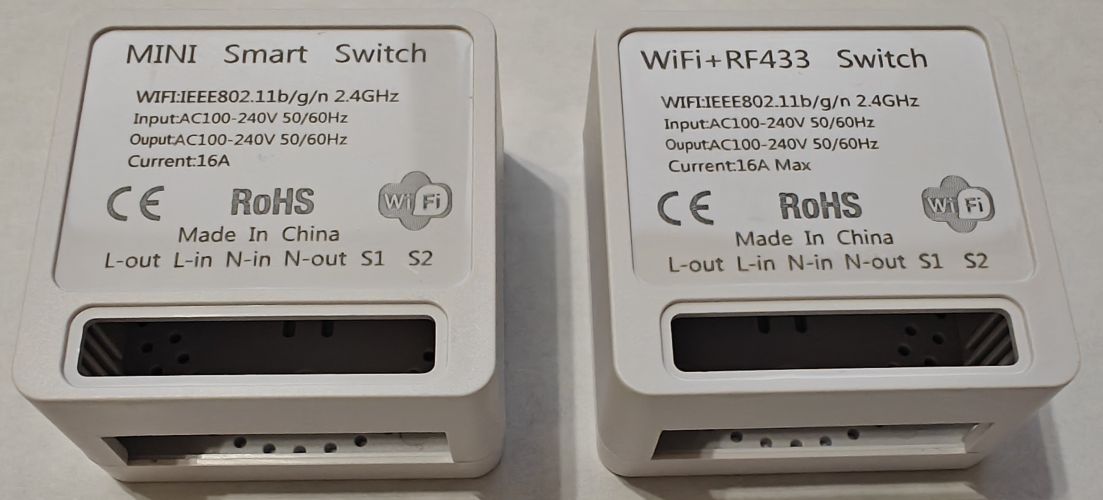 MINI Smart Switch
WIFI:IEEE802.11b/g/n 2.4GHz
Input:AC100-240V 50/60Hz
Ouput:AC100-240V 50/60Hz
Current:16A
CE RoHS Wi Fi
Made In China
L-out L-in N-in N-out S1 S2
WiFi+RF433 Switch
WIFI:IEEE802.11b/g/n 2.4GHz
Input:AC100-240V 50/60Hz
Ouput:AC100-240V 50/60Hz
Current:16A Max
CE RoHS Wi Fi
Made In China
L-out L-in N-in N-out S1 S2